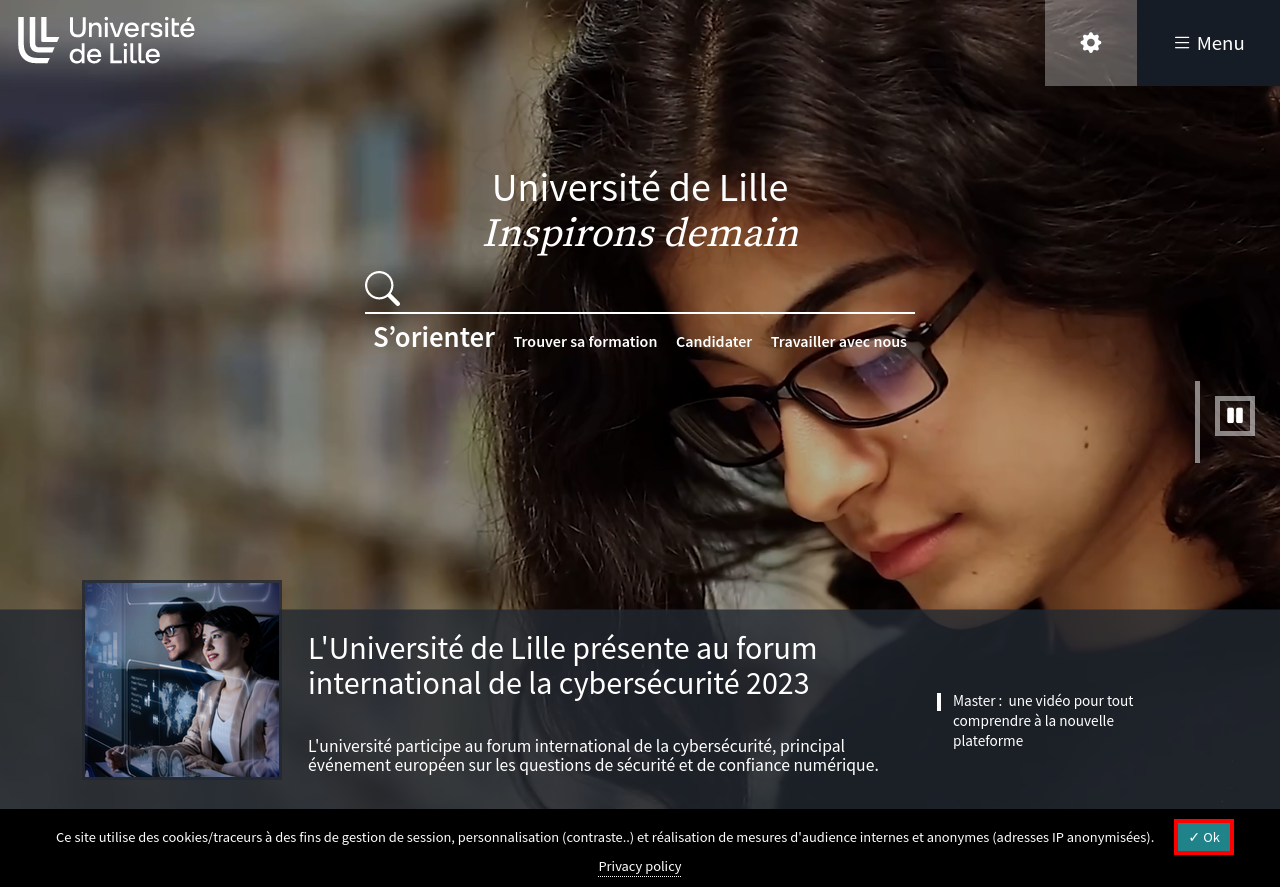 Université
de Lille
Menu
Université de Lille
Inspirons demain
S’orienter Trouver sa formation Candidater Travailler avec nous
L'Université de Lille présente au forum
international de la cybersécurité 2023
L'université participe au forum international de la cybersécurité, principal
événement européen sur les questions de sécurité et de confiance numérique.
Master : une vidéo pour tout
comprendre à la nouvelle
plateforme
Ce site utilise des cookies/traceurs à des fins de gestion de session, personnalisation (contraste..) et réalisation de mesures d'audience internes et anonymes (adresses IP anonymisées). ✓ Ok
Privacy policy